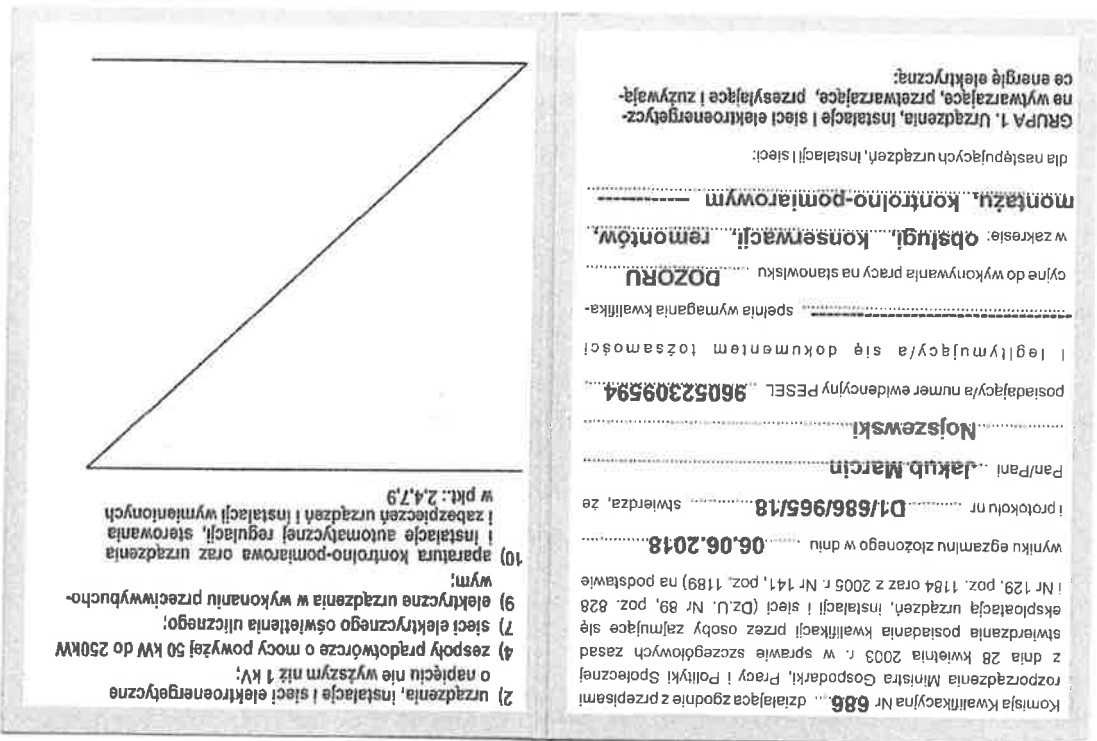 Komisja Kwalifikacyjna Nr 686 działająca zgodnie z przepisami
rozporządzenia Ministra Gospodarki, Pracy i Polityki Społecznej
z dnia 28 kwietnia 2003 r. w sprawie szczegółowych zasad
stwierdzania posiadania kwalifikacji przez osoby zajmujące się
eksploatacją urządzeń, instalacji i sieci (Dz.U. Nr 89, poz. 828
i Nr 129, poz. 1184 oraz z 2005 r. Nr 141, poz. 1189) na podstawie
wyniku egzaminu złożonego w dniu 06.06.2018
i protokołu nr D1/686/965/18 stwierdza, że
Pan/Pani Jakub Marcin
Nojszewski
posiadający/a numer ewidencyjny PESEL 96052309594
i legitymujący/a się dokumentem tożsamości
spełnia wymagania kwalifika-
cyjne do wykonywania pracy na stanowisku DOZORU
w zakresie: obsługi, konserwacji, remontów,
montażu, kontrolno-pomiarowym
dla następujących urządzeń, instalacji i sieci:
GRUPA 1. Urządzenia, instalacje i sieci elektroenergetycz-
ne wytwarzające, przetwarzające, przesyłające i zużywają-
ce energię elektryczną:
2) urządzenia, instalacje i sieci elektroenergetyczne
o napięciu nie wyższym niż 1 kV;
4) zespoły prądotwórcze o mocy powyżej 50 kW do 250kW
7) sieci elektrycznego oświetlenia ulicznego;
9) elektryczne urządzenia w wykonaniu przeciwwybucho-
wym;
10) aparatura kontrolno-pomiarowa oraz urządzenia
i instalacje automatycznej regulacji, sterowania
i zabezpieczeń urządzeń i instalacji wymienionych
w pkt.: 2,4,7,9